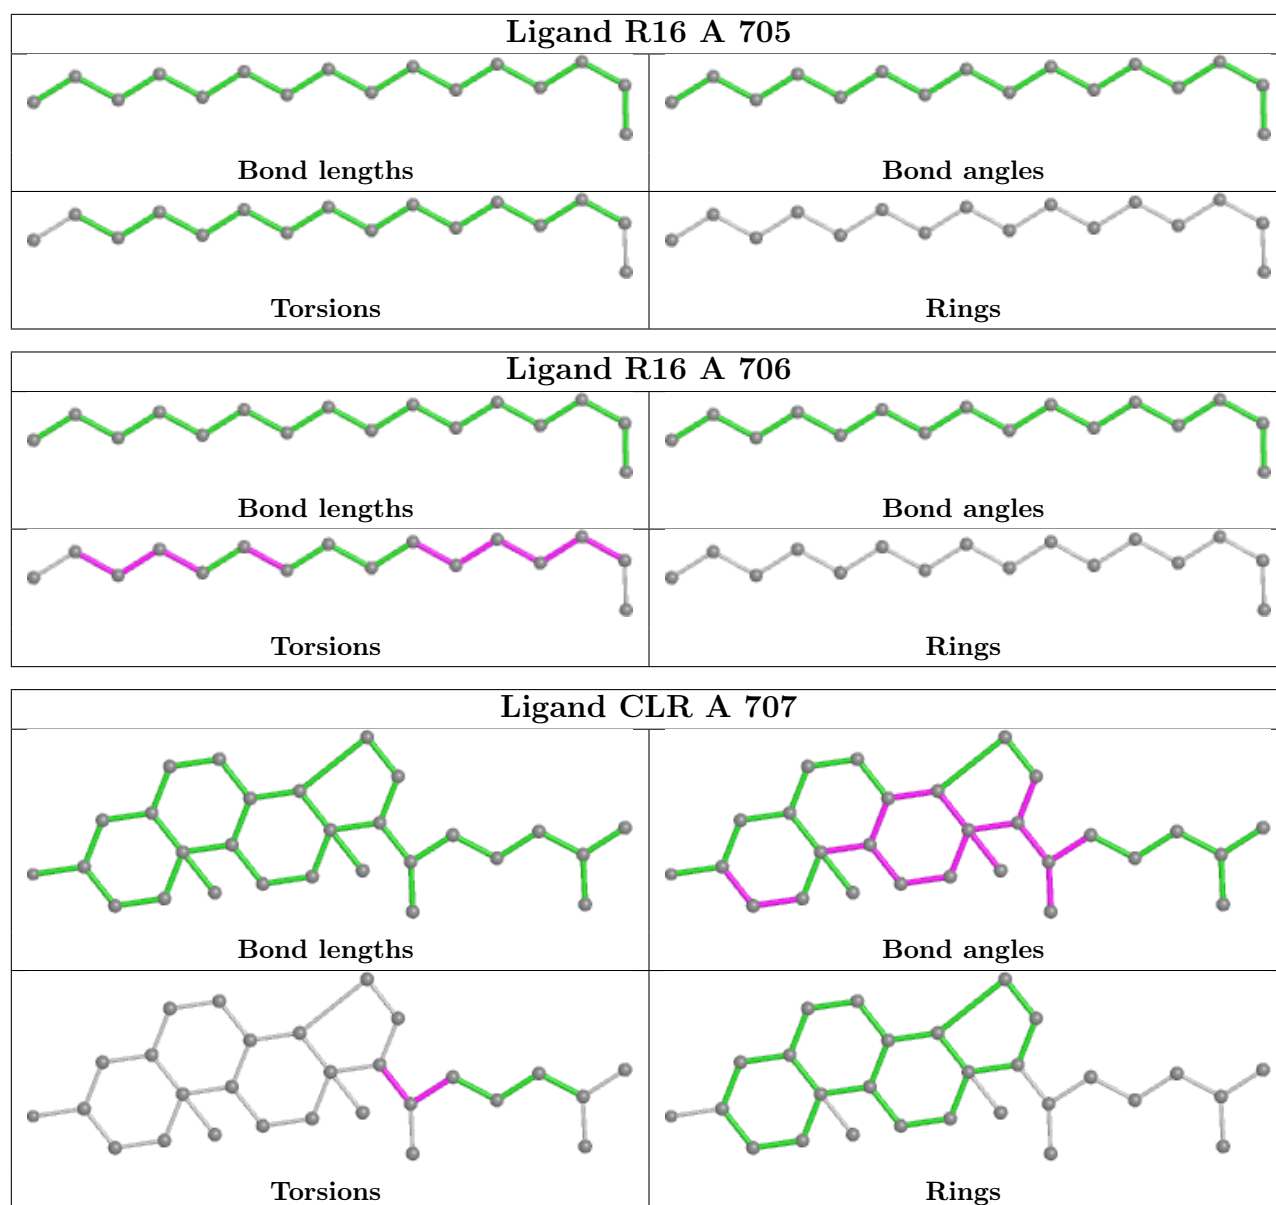 Ligand R16 A 705
Bond lengths
Bond angles
Torsions
Rings
Ligand R16 A 706
Bond lengths
Bond angles
Torsions
Rings
Ligand CLR A 707
Bond lengths
Bond angles
Torsions
Rings